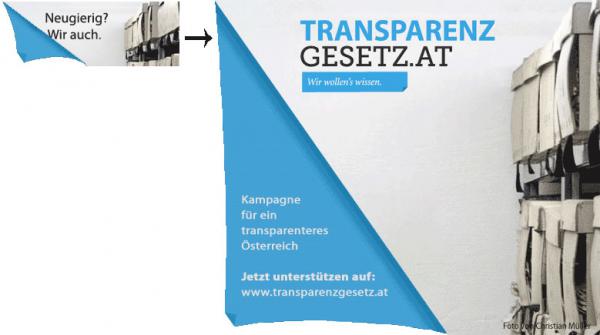 Neugierig?
Wir auch.
TRANSPARENZ
GESETZ.AT
Wir wollen's wissen.
Kampagne
für ein
transparenteres
Österreich
Jetzt unterstützen auf:
www.transparenzgesetz.at
Foto von Christian Müller